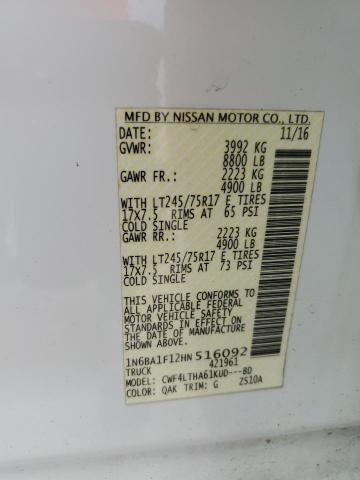 MFD BY NISSAN MOTOR CO., LTD.
DATE: 11/16
GVWR: 3992 KG
8800 LB
GAWR FR.: 2223 KG
4900 LB
WITH LT245/75R17 E TIRES
17X7.5 RIMS AT 65 PSI
COLD SINGLE
GAWR RR.: 2223 KG
4900 LB
WITH LT245/75R17 E TIRES
17X7.5 RIMS AT 73 PSI
COLD SINGLE
THIS VEHICLE CONFORMS
TO ALL APPLICABLE FEDERAL
MOTOR VEHICLE SAFETY
STANDARDS IN EFFECT ON
THE DATE OF MANUFACTURE
SHOWN ABOVE.
1N6BA1F12HN 516092
TRUCK 421961
MODEL: CWF4LTHA61KUD---BD
COLOR: QAK TRIM: G ZS10A